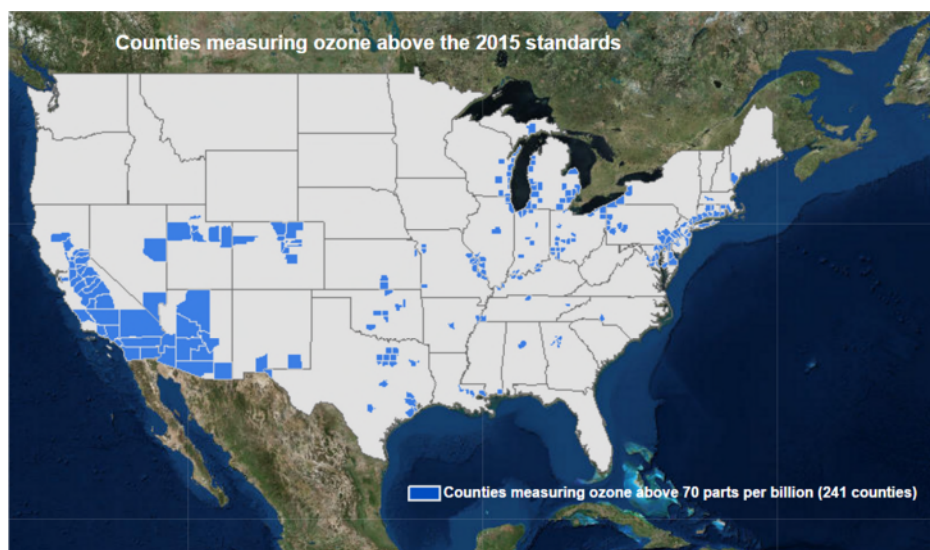 Counties measuring ozone above the 2015 standards
Counties measuring ozone above 70 parts per billion (241 counties)